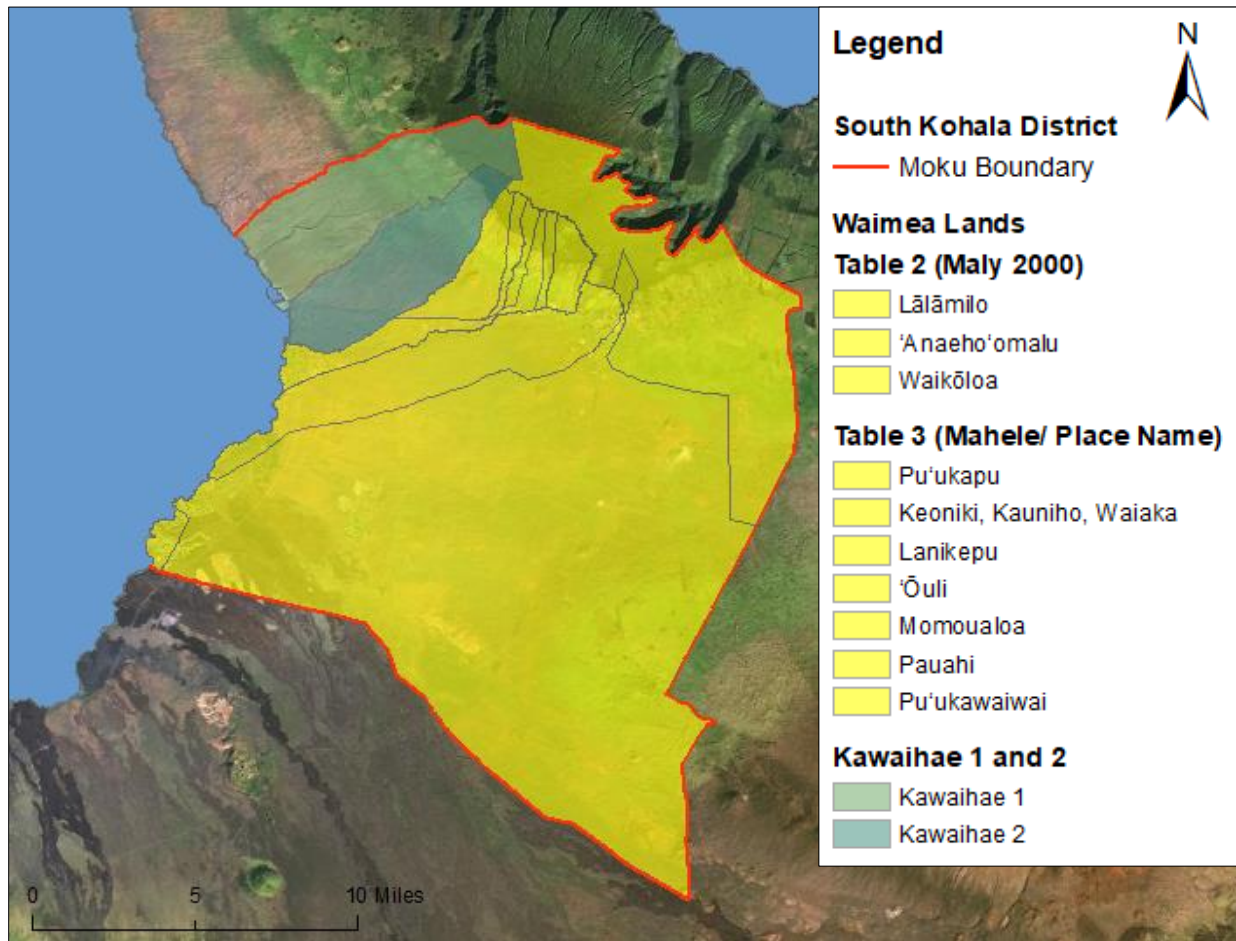 Legend
N
South Kohala District
Moku Boundary
Waimea Lands
Table 2 (Maly 2000)
Lālāmilo
ʻAnaehoʻomalu
Waikōloa
Table 3 (Mahele/ Place Name)
Puʻukapu
Keoniki, Kauniho, Waiaka
Lanikepu
ʻŌuli
Momoualoa
Pauahi
Puʻukawaiwai
Kawaihae 1 and 2
Kawaihae 1
Kawaihae 2
0 5 10 Miles